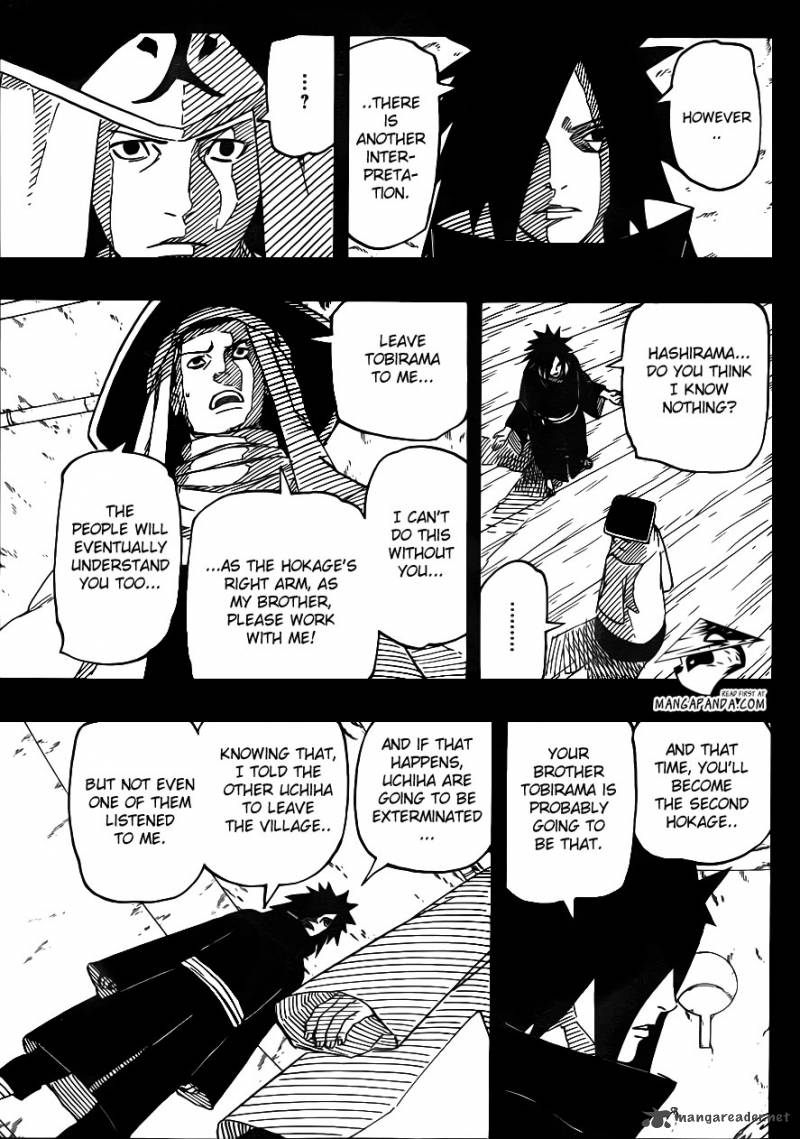 HOWEVER
..
..THERE
IS
ANOTHER
INTER-
PRETA-
TION.
....?
HASHIRAMA...
DO YOU THINK
I KNOW
NOTHING?
.........
LEAVE
TOBIRAMA
TO ME...
I CAN'T
DO THIS
WITHOUT
YOU...
...AS THE HOKAGE'S
RIGHT ARM, AS
MY BROTHER,
PLEASE WORK
WITH ME!
THE
PEOPLE WILL
EVENTUALLY
UNDERSTAND
YOU TOO...
READ FIRST AT
MANGAPANDA.COM
AND THAT
TIME, YOU'LL
BECOME
THE SECOND
HOKAGE..
YOUR
BROTHER
TOBIRAMA
IS PROBABLY
GOING TO
BE THAT.
AND IF THAT
HAPPENS,
UCHIHA ARE
GOING TO BE
EXTERMINATED
...
KNOWING THAT,
I TOLD THE
OTHER UCHIHA
TO LEAVE
THE VILLAGE..
BUT NOT EVEN
ONE OF THEM
LISTENED
TO ME.
mangareader.net